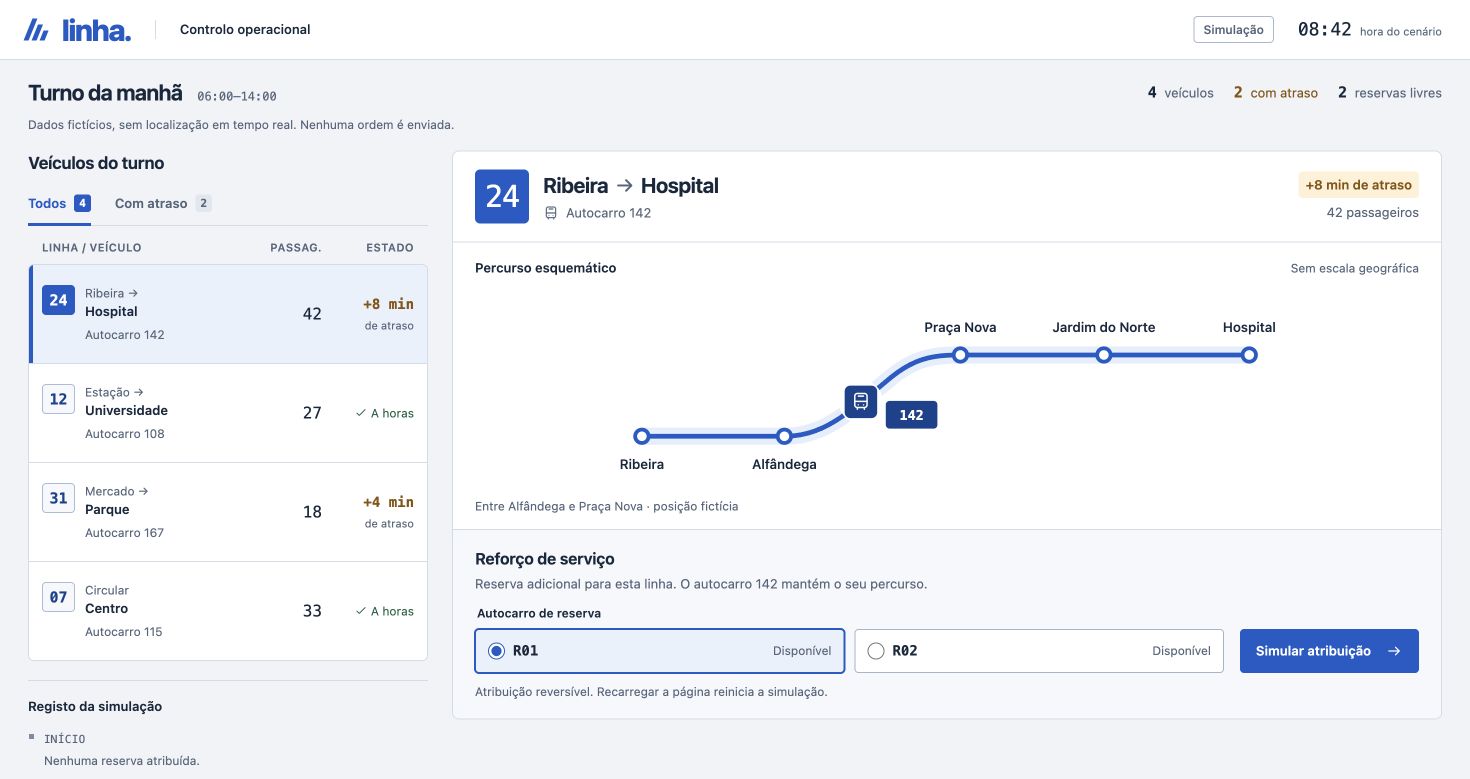 linha.
Controlo operacional
Simulação
08:42 hora do cenário
Turno da manhã 06:00—14:00
4 veículos 2 com atraso 2 reservas livres
Dados fictícios, sem localização em tempo real. Nenhuma ordem é enviada.
Veículos do turno
Todos 4 Com atraso 2
LINHA / VEÍCULO PASSAG. ESTADO
24 Ribeira →
Hospital
Autocarro 142
42
+8 min
de atraso
12 Estação →
Universidade
Autocarro 108
27
✓ A horas
31 Mercado →
Parque
Autocarro 167
18
+4 min
de atraso
07 Circular
Centro
Autocarro 115
33
✓ A horas
Registo da simulação
INÍCIO
Nenhuma reserva atribuída.
24 Ribeira → Hospital
Autocarro 142
+8 min de atraso
42 passageiros
Percurso esquemático
Sem escala geográfica
Praça Nova Jardim do Norte Hospital
142
Ribeira Alfândega
Entre Alfândega e Praça Nova · posição fictícia
Reforço de serviço
Reserva adicional para esta linha. O autocarro 142 mantém o seu percurso.
Autocarro de reserva
R01 Disponível
R02 Disponível
Simular atribuição →
Atribuição reversível. Recarregar a página reinicia a simulação.